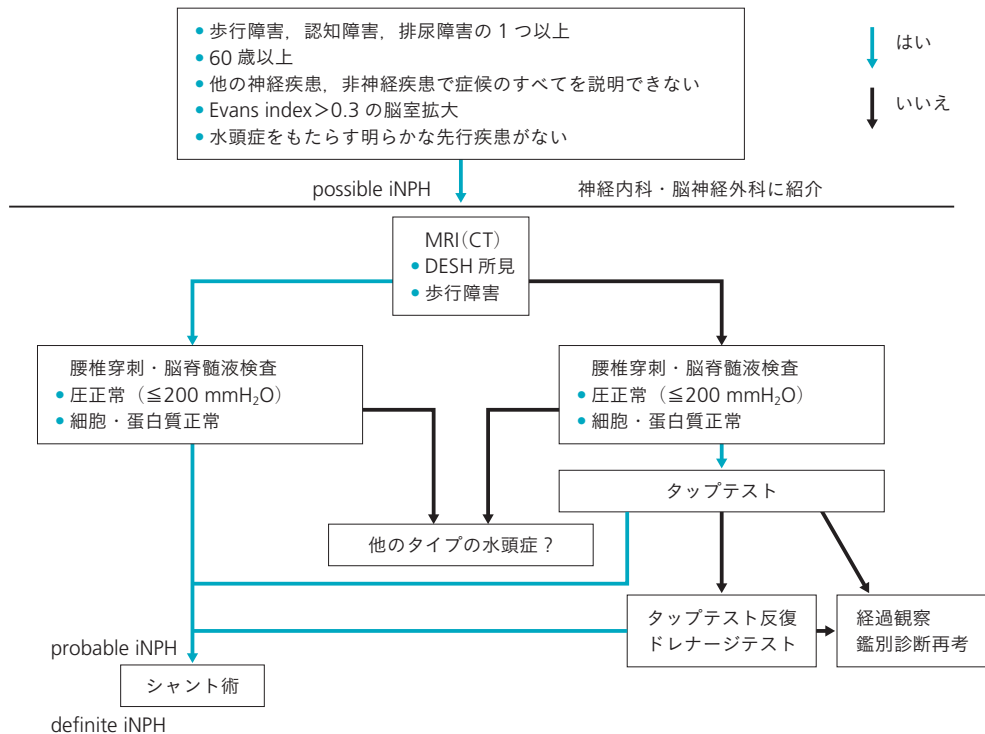 • 歩行障害，認知障害，排尿障害の 1 つ以上
• 60 歳以上
• 他の神経疾患，非神経疾患で症候のすべてを説明できない
• Evans index＞0.3 の脳室拡大
• 水頭症をもたらす明らかな先行疾患がない
はい
いいえ
possible iNPH
神経内科・脳神経外科に紹介
MRI（CT）
• DESH 所見
• 歩行障害
腰椎穿刺・脳脊髄液検査
• 圧正常（≦200 mmH₂O）
• 細胞・蛋白質正常
腰椎穿刺・脳脊髄液検査
• 圧正常（≦200 mmH₂O）
• 細胞・蛋白質正常
タップテスト
他のタイプの水頭症？
タップテスト反復
ドレナージテスト
経過観察
鑑別診断再考
probable iNPH
シャント術
definite iNPH